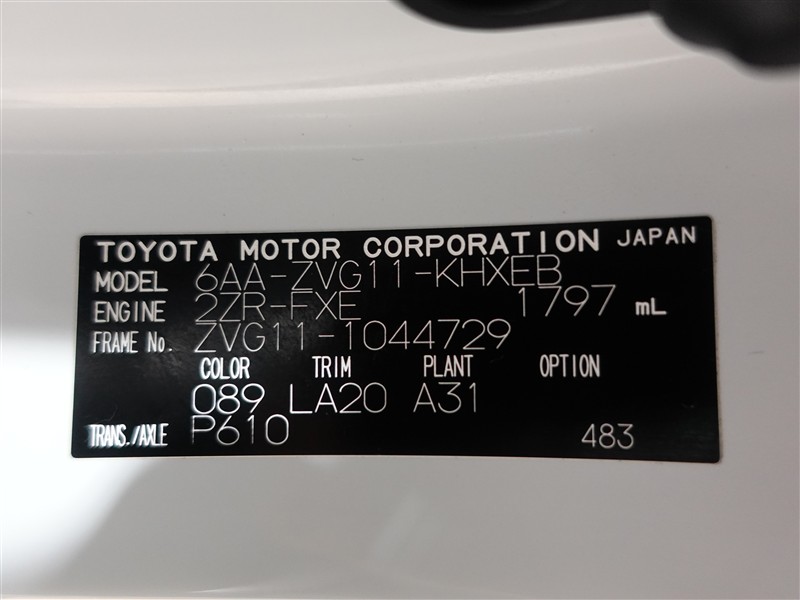 TOYOTA MOTOR CORPORATION JAPAN
MODEL 6AA-ZVG11-KHXEB
ENGINE 2ZR-FXE 1797 mL
FRAME No. ZVG11-1044729
COLOR TRIM PLANT OPTION
089 LA20 A31
TRANS./AXLE P610 483